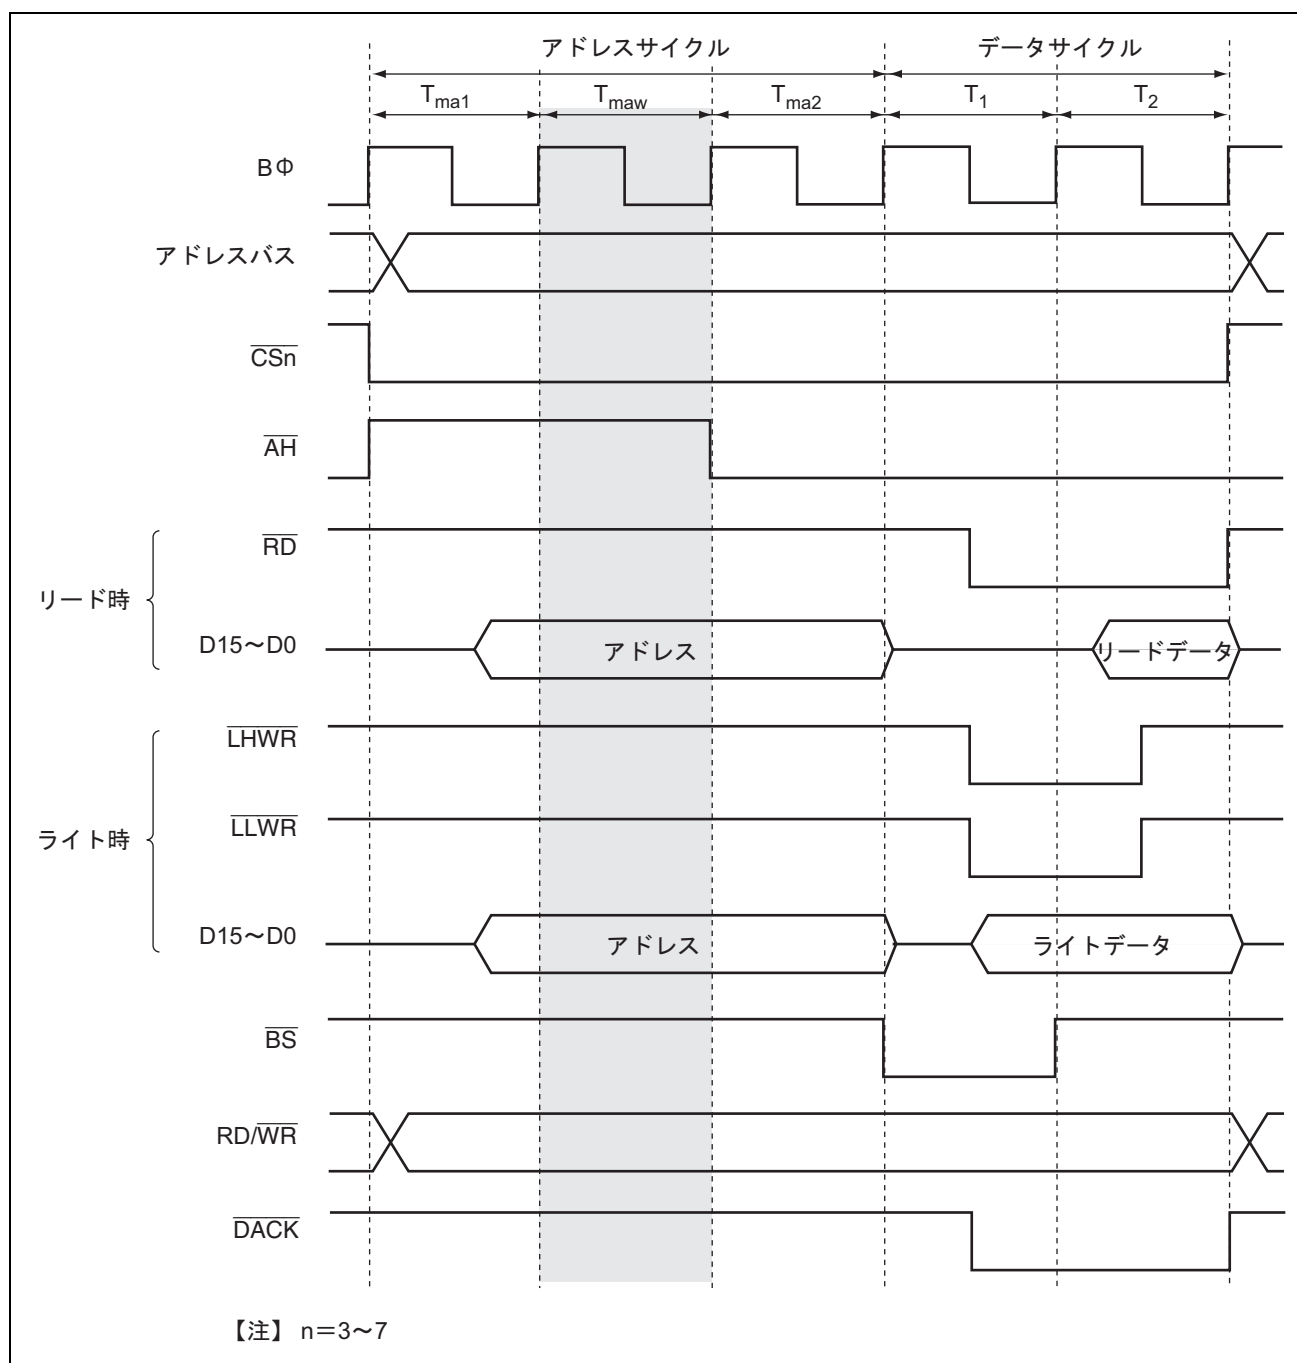 アドレスサイクル データサイクル
Tma1 Tmaw Tma2 T1 T2
BΦ
アドレスバス
CSn
AH
RD
リード時
D15〜D0 アドレス リードデータ
LHWR
LLWR
ライト時
D15〜D0 アドレス ライトデータ
BS
RD/WR
DACK
【注】 n＝3〜7